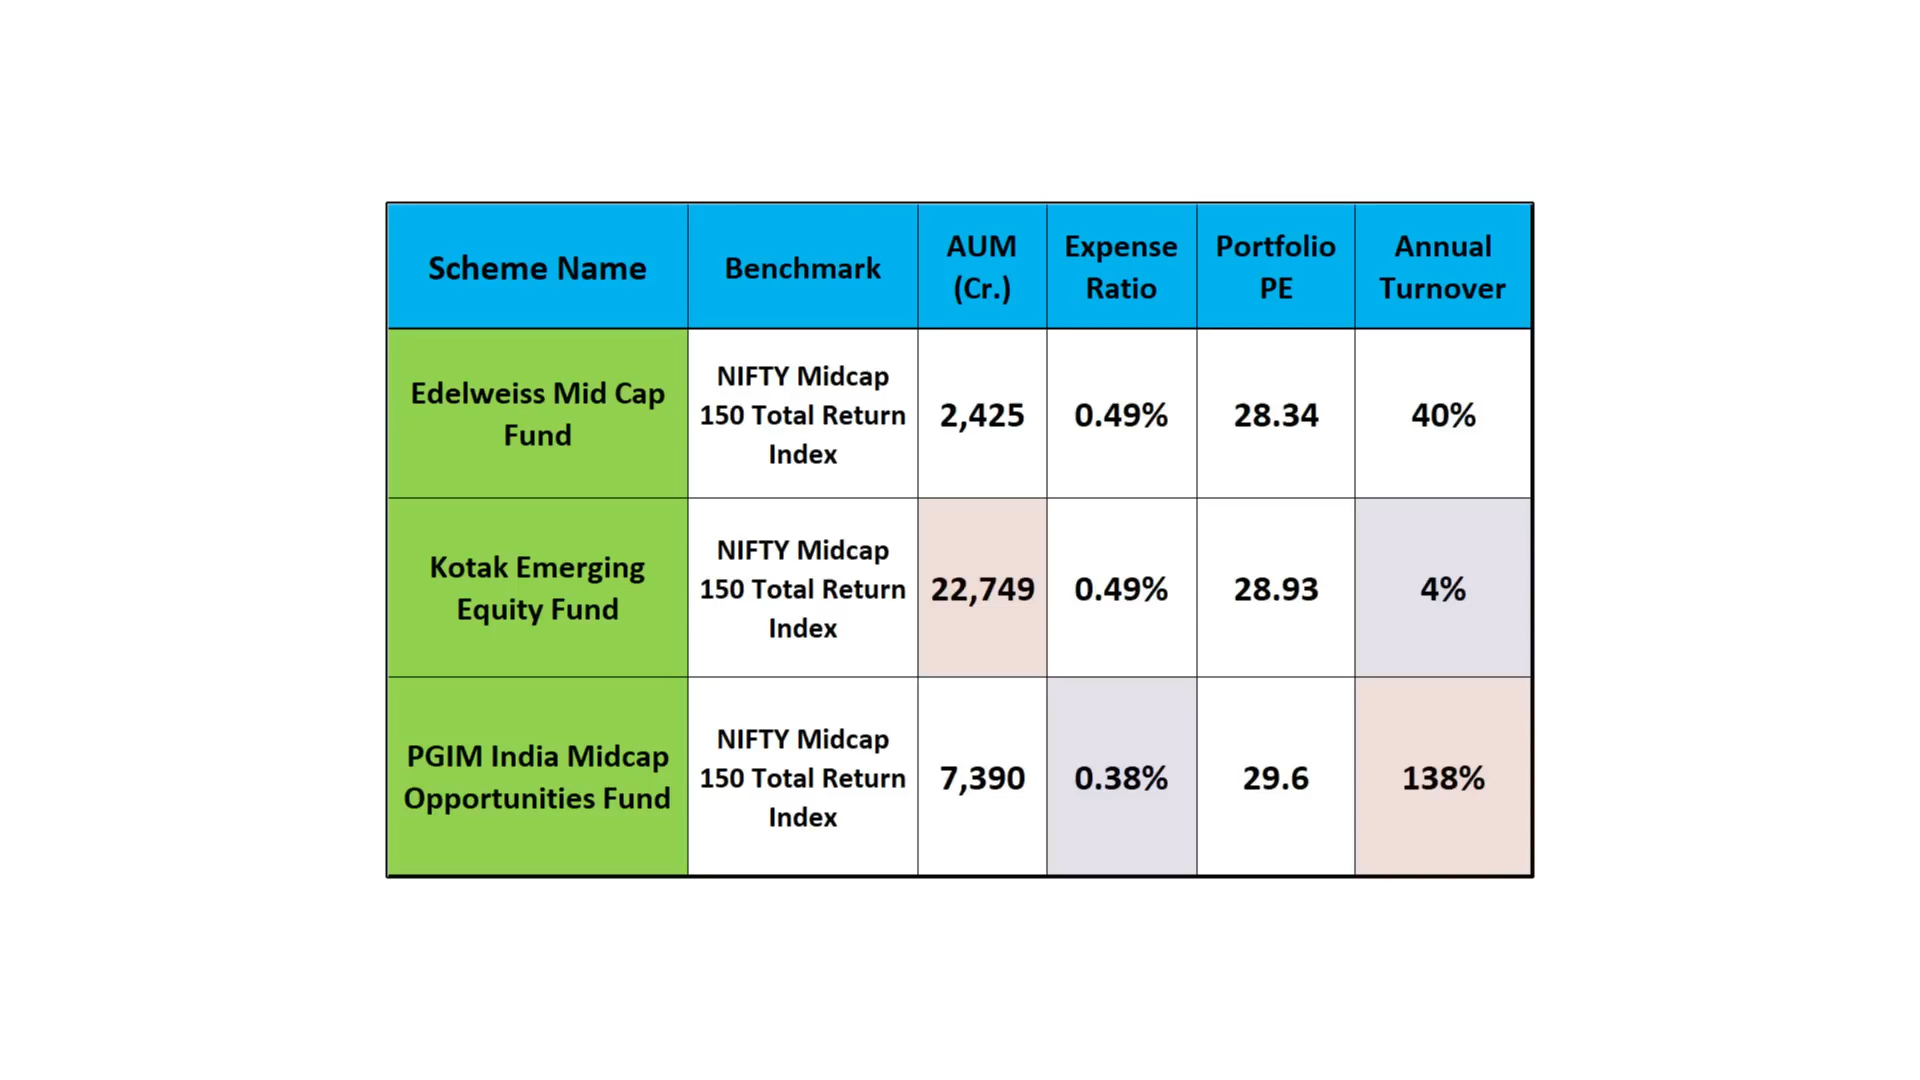 Scheme Name
Benchmark
AUM
(Cr.)
Expense
Ratio
Portfolio
PE
Annual
Turnover
Edelweiss Mid Cap
Fund
NIFTY Midcap
150 Total Return
Index
2,425
0.49%
28.34
40%
Kotak Emerging
Equity Fund
NIFTY Midcap
150 Total Return
Index
22,749
0.49%
28.93
4%
PGIM India Midcap
Opportunities Fund
NIFTY Midcap
150 Total Return
Index
7,390
0.38%
29.6
138%